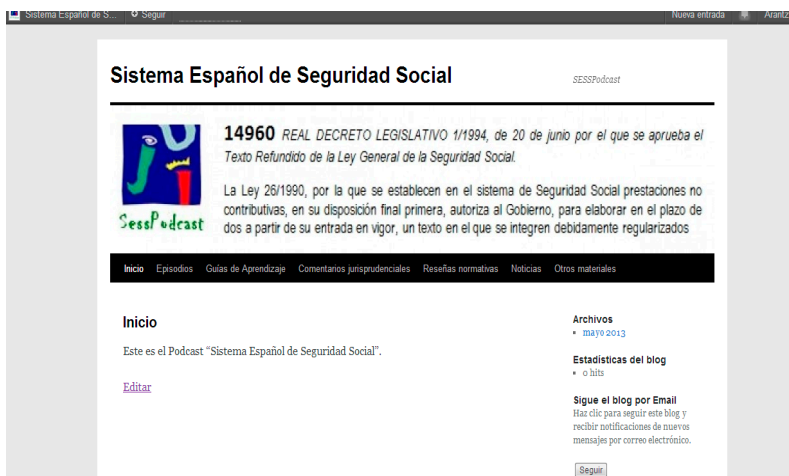 Sistema Español de S... Seguir Nueva entrada Arantz
Sistema Español de Seguridad Social
SESSPodcast
14960 REAL DECRETO LEGISLATIVO 1/1994, de 20 de junio por el que se aprueba el
Texto Refundido de la Ley General de la Seguridad Social.
La Ley 26/1990, por la que se establecen en el sistema de Seguridad Social prestaciones no
contributivas, en su disposición final primera, autoriza al Gobierno, para elaborar en el plazo de
dos a partir de su entrada en vigor, un texto en el que se integren debidamente regularizados
SessPodcast
Inicio Episodios Guías de Aprendizaje Comentarios jurisprudenciales Reseñas normativas Noticias Otros materiales
Inicio
Este es el Podcast “Sistema Español de Seguridad Social”.
Editar
Archivos
mayo 2013
Estadísticas del blog
0 hits
Sigue el blog por Email
Haz clic para seguir este blog y
recibir notificaciones de nuevos
mensajes por correo electrónico.
Seguir